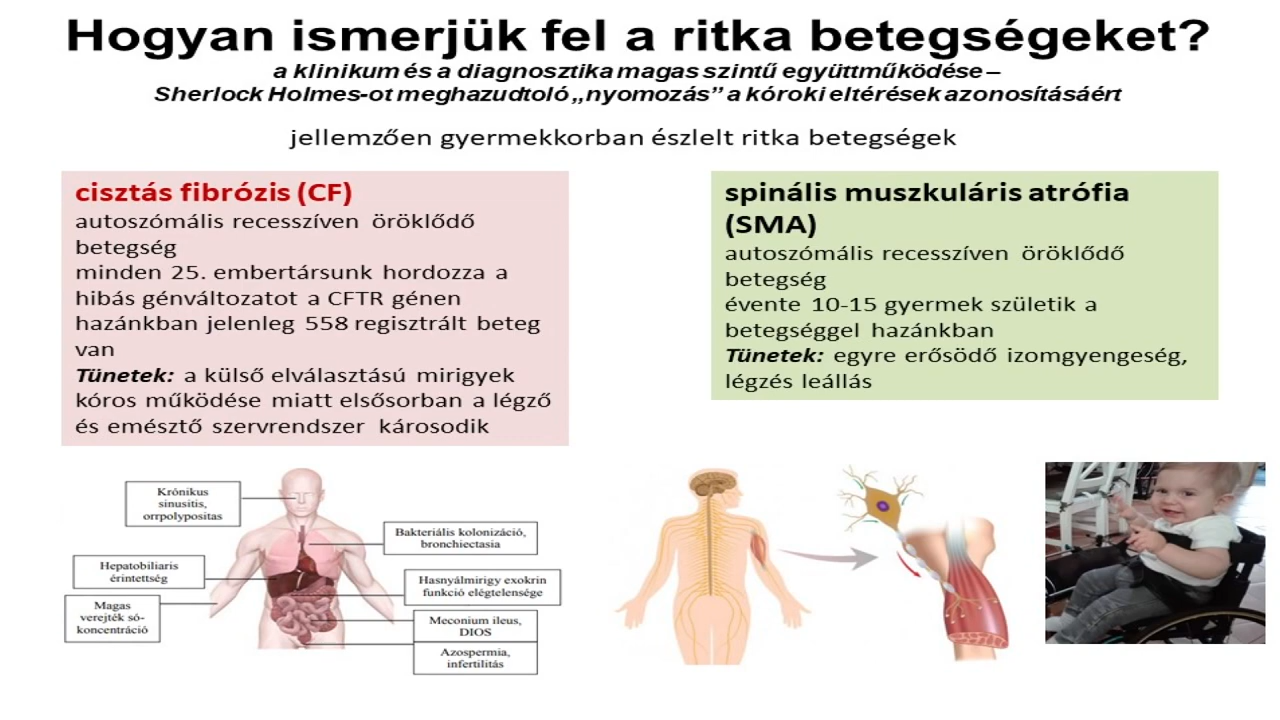 Hogyan ismerjük fel a ritka betegségeket?
a klinikum és a diagnosztika magas szintű együttműködése –
Sherlock Holmes-ot meghazudtoló „nyomozás” a kóroki eltérések azonosításáért
jellemzően gyermekkorban észlelt ritka betegségek
cisztás fibrózis (CF)
autoszómális recesszíven öröklődő
betegség
minden 25. embertársunk hordozza a
hibás génváltozatot a CFTR génen
hazánkban jelenleg 558 regisztrált beteg
van
Tünetek: a külső elválasztású mirigyek
kóros működése miatt elsősorban a légző
és emésztő szervrendszer károsodik
spinális muszkuláris atrófia
(SMA)
autoszómális recesszíven öröklődő
betegség
évente 10-15 gyermek születik a
betegséggel hazánkban
Tünetek: egyre erősödő izomgyengeség,
légzés leállás
Krónikus
sinusitis,
orrpolypositas
Hepatobiliaris
érintettség
Magas
verejték só-
koncentráció
Bakteriális kolonizáció,
bronchiectasia
Hasnyálmirigy exokrin
funkció elégtelensége
Meconium ileus,
DIOS
Azospermia,
infertilitás